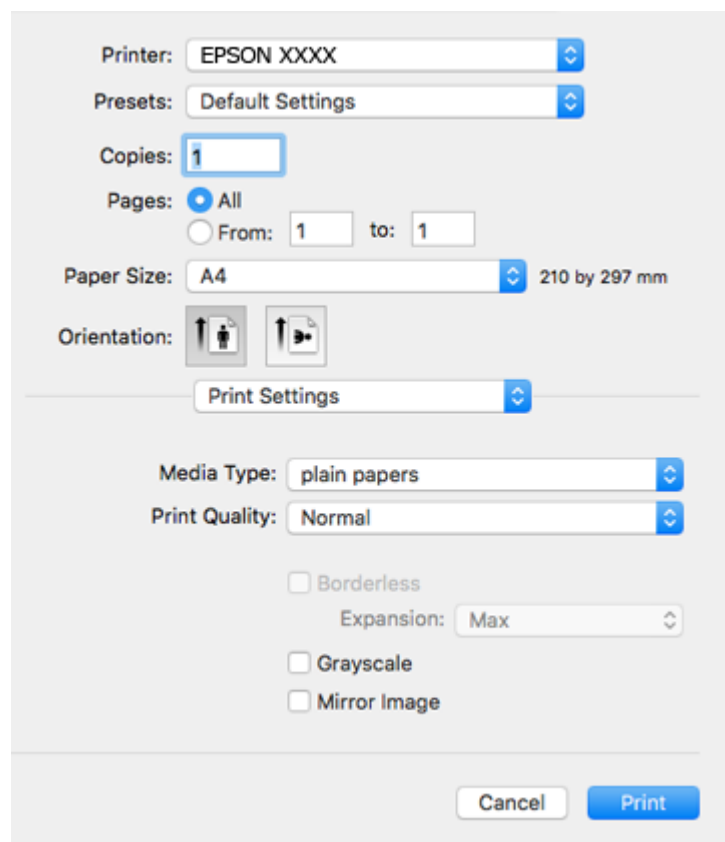 Printer: EPSON XXXX
Presets: Default Settings
Copies: 1
Pages: All
From: 1 to: 1
Paper Size: A4 210 by 297 mm
Orientation:
Print Settings
Media Type: plain papers
Print Quality: Normal
Borderless
Expansion: Max
Grayscale
Mirror Image
Cancel Print